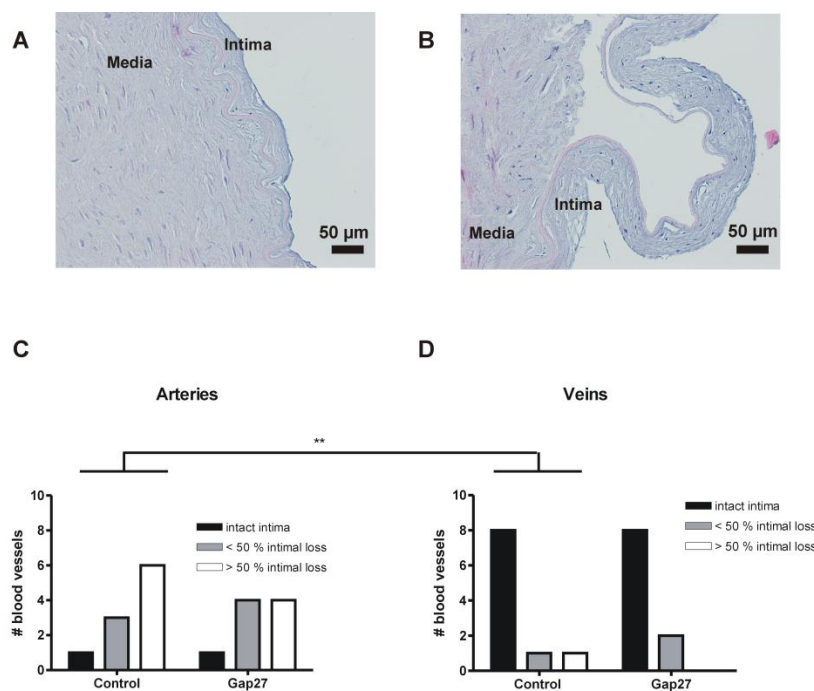 A
Intima
Media
50 µm
B
Intima
Media
50 µm
C
Arteries
D
Veins
**
# blood vessels
10
8
6
4
2
0
intact intima
< 50 % intimal loss
> 50 % intimal loss
Control
Gap27
# blood vessels
10
8
6
4
2
0
intact intima
< 50 % intimal loss
> 50 % intimal loss
Control
Gap27